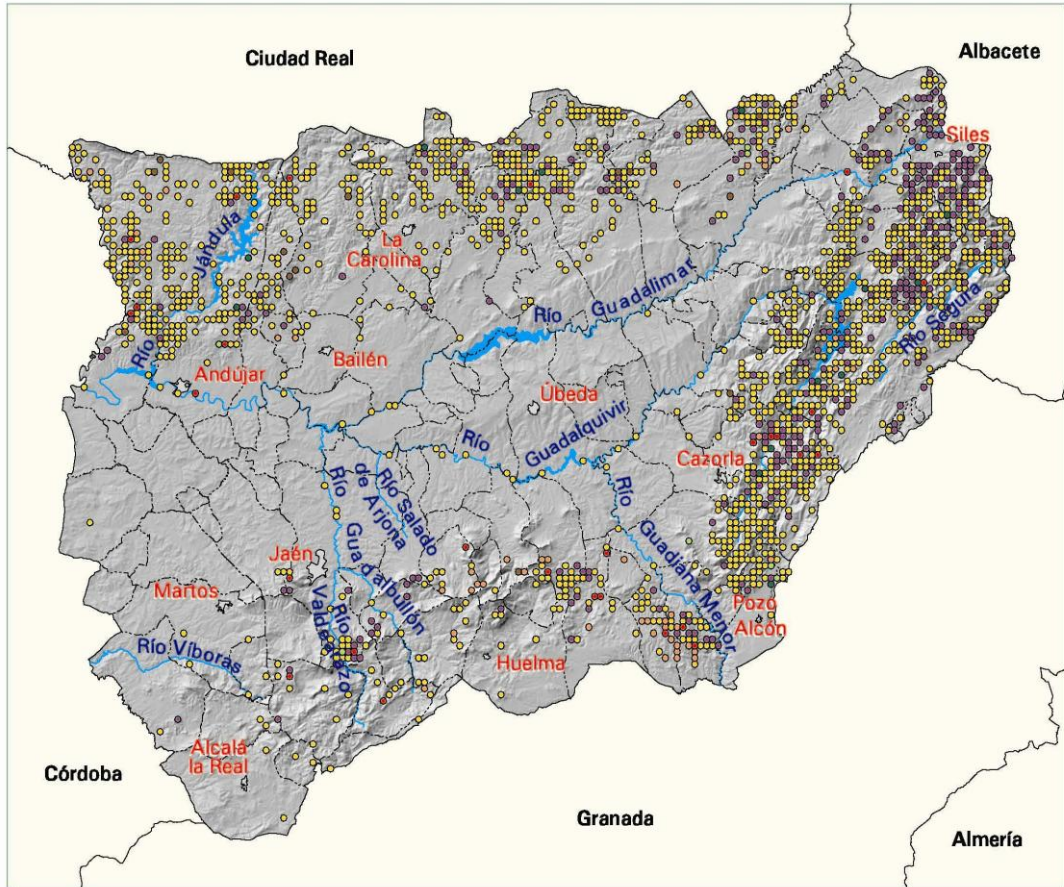 Ciudad Real
Albacete
Siles
Jándula
La
Carolina
Río
Guadalimar
Río Segura
Río
Andújar
Bailén
Úbeda
Río
Guadalquivir
Cazorla
Río
Río Salado
de Arjona
Río
Guadalbullón
Jaén
Guadiana Menor
Martos
Río
Valdearazo
Pozo
Alcón
Río Víboras
Huelma
Alcalá
la Real
Córdoba
Granada
Almería